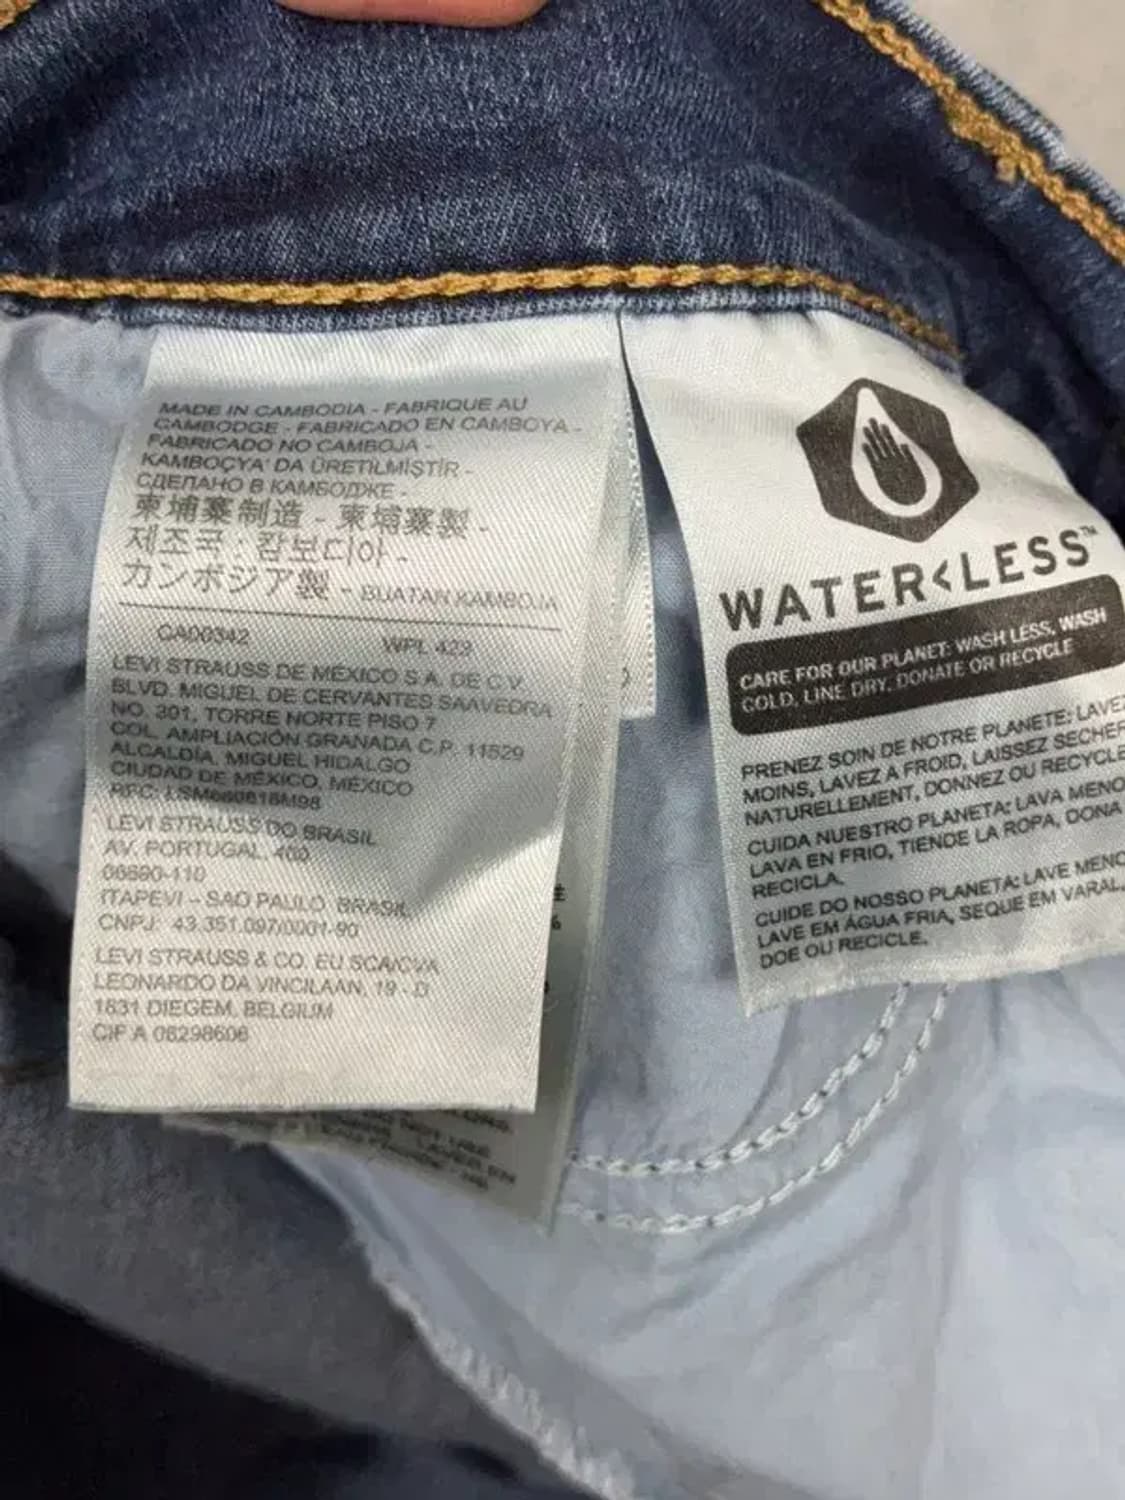 MADE IN CAMBODIA - FABRIQUE AU
CAMBODGE - FABRICADO EN CAMBOYA -
FABRICADO NO CAMBOJA -
KAMBOÇYA' DA ÜRETİLMİŞTİR -
СДЕЛАНО В КАМБОДЖЕ -
柬埔寨制造 - 柬埔寨製 -
제조국 : 캄보디아 -
カンボジア製 - BUATAN KAMBOJA
CA00342 WPL 423
LEVI STRAUSS DE MÉXICO S.A. DE C.V.
BLVD. MIGUEL DE CERVANTES SAAVEDRA
NO. 301, TORRE NORTE PISO 7
COL. AMPLIACIÓN GRANADA C.P. 11529
ALCALDÍA, MIGUEL HIDALGO
CIUDAD DE MÉXICO, MÉXICO
RFC: LSM660618M98
LEVI STRAUSS DO BRASIL
AV. PORTUGAL, 400
06690-110
ITAPEVI – SAO PAULO BRASIL
CNPJ: 43.351.097/0001-90
LEVI STRAUSS & CO. EU SCA/CVA
LEONARDO DA VINCILAAN, 19 - D
1831 DIEGEM, BELGIUM
CIF A 08298606
WATER<LESS™
CARE FOR OUR PLANET: WASH LESS, WASH
COLD, LINE DRY, DONATE OR RECYCLE
PRENEZ SOIN DE NOTRE PLANETE: LAVEZ
MOINS, LAVEZ A FROID, LAISSEZ SECHER
NATURELLEMENT, DONNEZ OU RECYCLE
CUIDA NUESTRO PLANETA: LAVA MENO
LAVA EN FRIO, TIENDE LA ROPA, DONA
RECICLA.
CUIDE DO NOSSO PLANETA: LAVE MENO
LAVE EM ÁGUA FRIA, SEQUE EM VARAL,
DOE OU RECICLE.